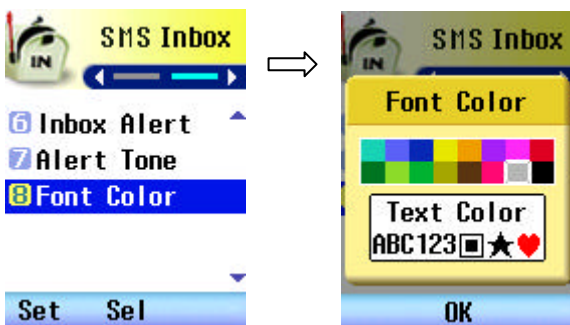 SMS Inbox
IN
6 Inbox Alert
7 Alert Tone
8 Font Color
Set Sel
SMS Inbox
IN
Font Color
Text Color
ABC123▣★♥
OK